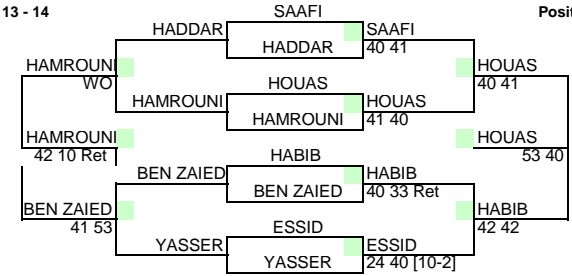 13 - 14 SAAFI Posit
HADDAR SAAFI
HADDAR 40 41
HAMROUNI HOUAS HOUAS
WO 40 41
HAMROUNI HOUAS
HAMROUNI 41 40
HAMROUNI HOUAS
42 10 Ret HABIB 53 40
BEN ZAIED HABIB
BEN ZAIED 40 33 Ret
BEN ZAIED HABIB
41 53 ESSID 42 42
YASSER ESSID
YASSER 24 40 [10-2]